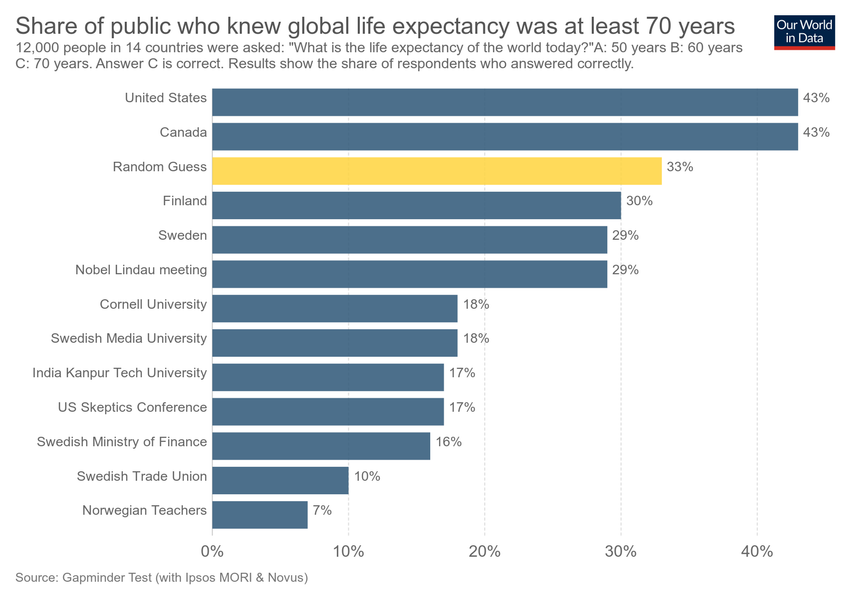 Share of public who knew global life expectancy was at least 70 years
Our World
in Data
12,000 people in 14 countries were asked: "What is the life expectancy of the world today?"A: 50 years B: 60 years
C: 70 years. Answer C is correct. Results show the share of respondents who answered correctly.
United States 43%
Canada 43%
Random Guess 33%
Finland 30%
Sweden 29%
Nobel Lindau meeting 29%
Cornell University 18%
Swedish Media University 18%
India Kanpur Tech University 17%
US Skeptics Conference 17%
Swedish Ministry of Finance 16%
Swedish Trade Union 10%
Norwegian Teachers 7%
0% 10% 20% 30% 40%
Source: Gapminder Test (with Ipsos MORI & Novus)